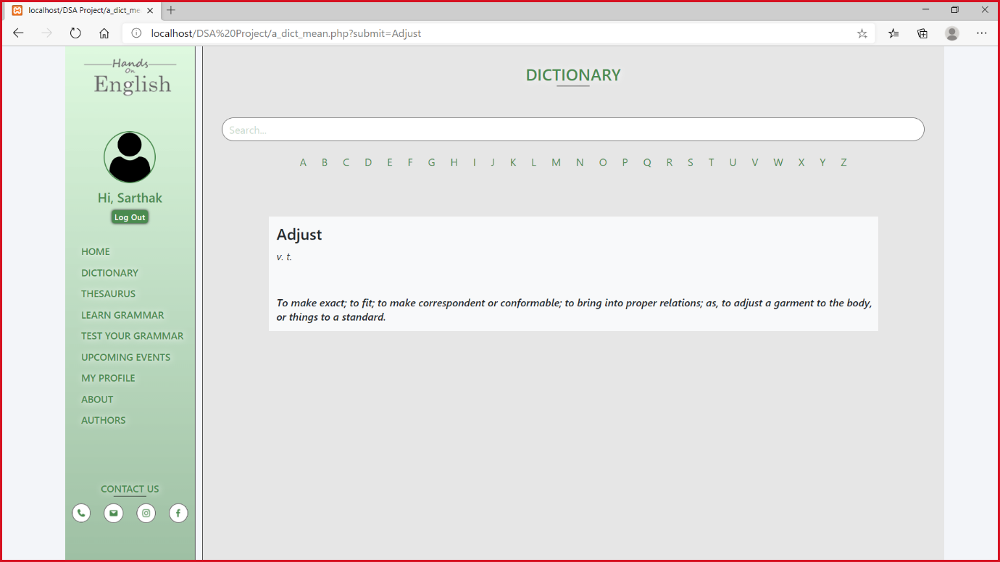 localhost/DSA Project/a_dict_me
localhost/DSA%20Project/a_dict_mean.php?submit=Adjust
Hands
On
English
Hi, Sarthak
Log Out
HOME
DICTIONARY
THESAURUS
LEARN GRAMMAR
TEST YOUR GRAMMAR
UPCOMING EVENTS
MY PROFILE
ABOUT
AUTHORS
CONTACT US
DICTIONARY
Search...
A B C D E F G H I J K L M N O P Q R S T U V W X Y Z
Adjust
v. t.
To make exact; to fit; to make correspondent or conformable; to bring into proper relations; as, to adjust a garment to the body,
or things to a standard.